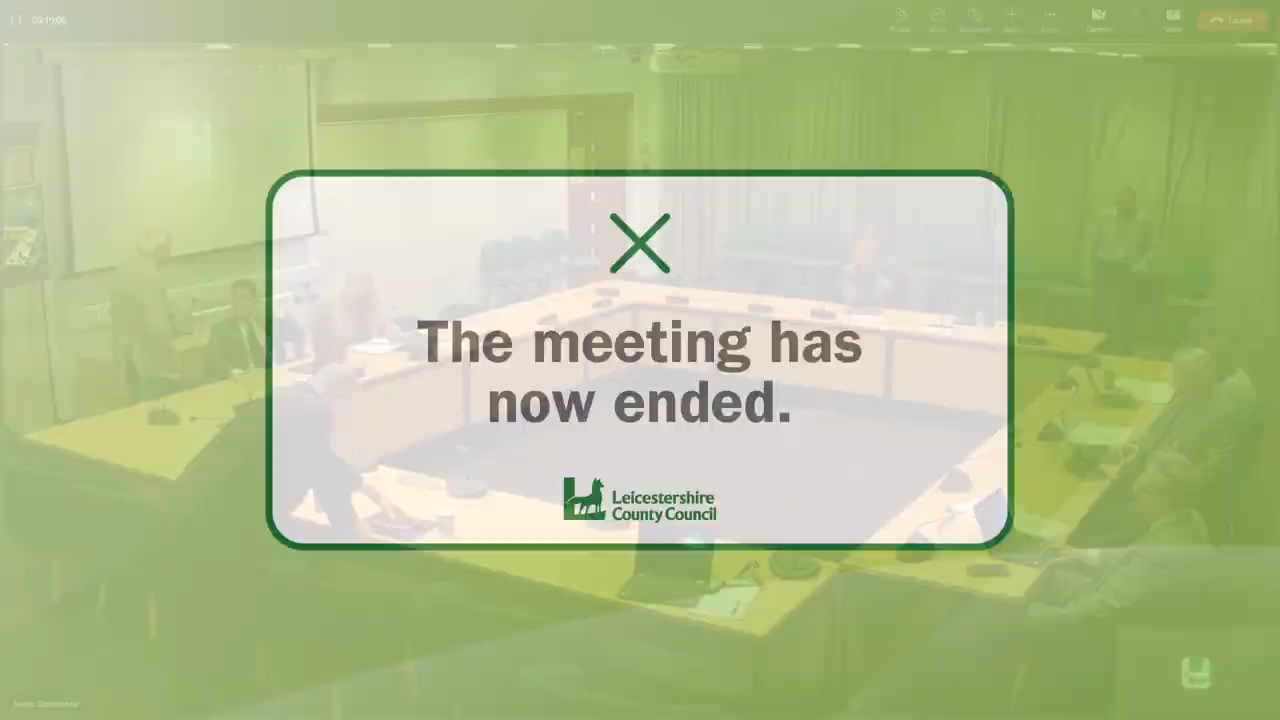 The meeting has
now ended.
Leicestershire
County Council